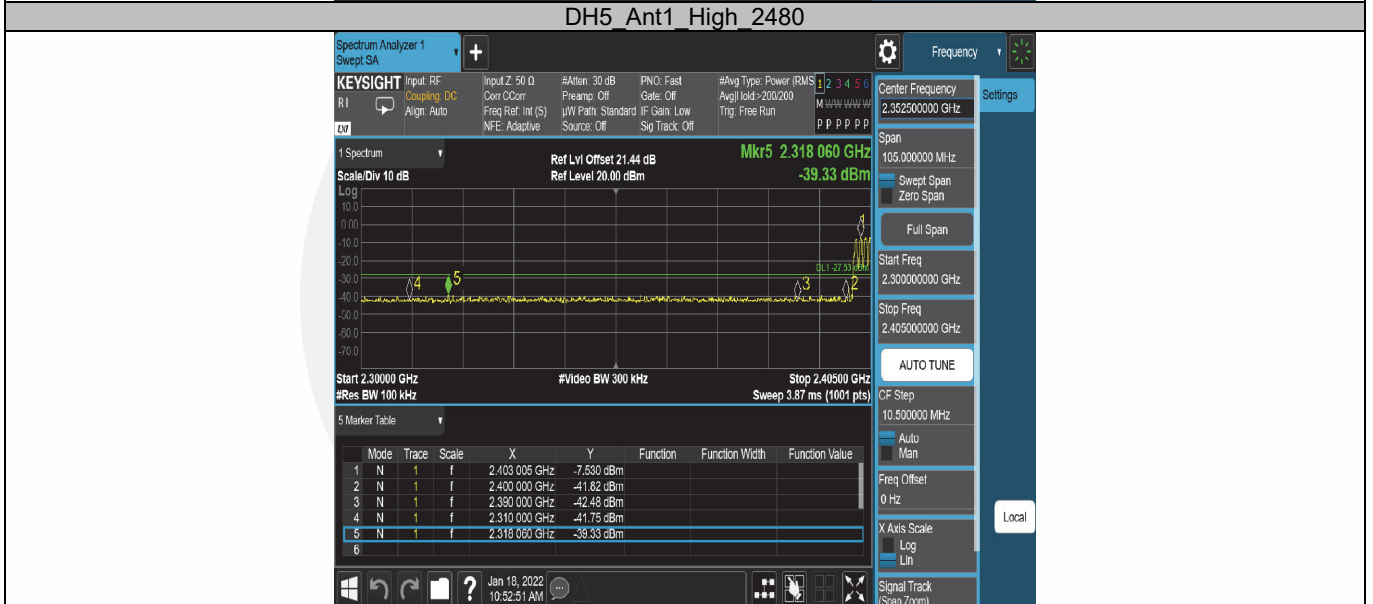 DH5_Ant1_High_2480
Spectrum Analyzer 1
Swept SA
Frequency
KEYSIGHT
R I
LXI
Input: RF
Coupling: DC
Align: Auto
Input Z: 50 Ω
Corr CCorr
Freq Ref: Int (S)
NFE: Adaptive
#Atten: 30 dB
Preamp: Off
µW Path: Standard
Source: Off
PNO: Fast
Gate: Off
IF Gain: Low
Sig Track: Off
#Avg Type: Power (RMS
Avg|Hold:>200/200
Trig: Free Run
1 2 3 4 5 6
M W W W W W
P P P P P P
1 Spectrum
Scale/Div 10 dB
Ref Lvl Offset 21.44 dB
Ref Level 20.00 dBm
Mkr5 2.318 060 GHz
-39.33 dBm
Log
10.0
0.00
-10.0
-20.0
-30.0
-40.0
-50.0
-60.0
-70.0
DL1 -27.53 dBm
4
5
3
2
Start 2.30000 GHz
#Res BW 100 kHz
#Video BW 300 kHz
Stop 2.40500 GHz
Sweep 3.87 ms (1001 pts)
5 Marker Table
Mode Trace Scale X Y Function Function Width Function Value
1 N 1 f 2.403 005 GHz -7.530 dBm
2 N 1 f 2.400 000 GHz -41.82 dBm
3 N 1 f 2.390 000 GHz -42.48 dBm
4 N 1 f 2.310 000 GHz -41.75 dBm
5 N 1 f 2.318 060 GHz -39.33 dBm
6
Jan 18, 2022
10:52:51 AM
Center Frequency
2.352500000 GHz
Settings
Span
105.000000 MHz
Swept Span
Zero Span
Full Span
Start Freq
2.300000000 GHz
Stop Freq
2.405000000 GHz
AUTO TUNE
CF Step
10.500000 MHz
Auto
Man
Freq Offset
0 Hz
X Axis Scale
Log
Lin
Local
Signal Track
(Span Zoom)